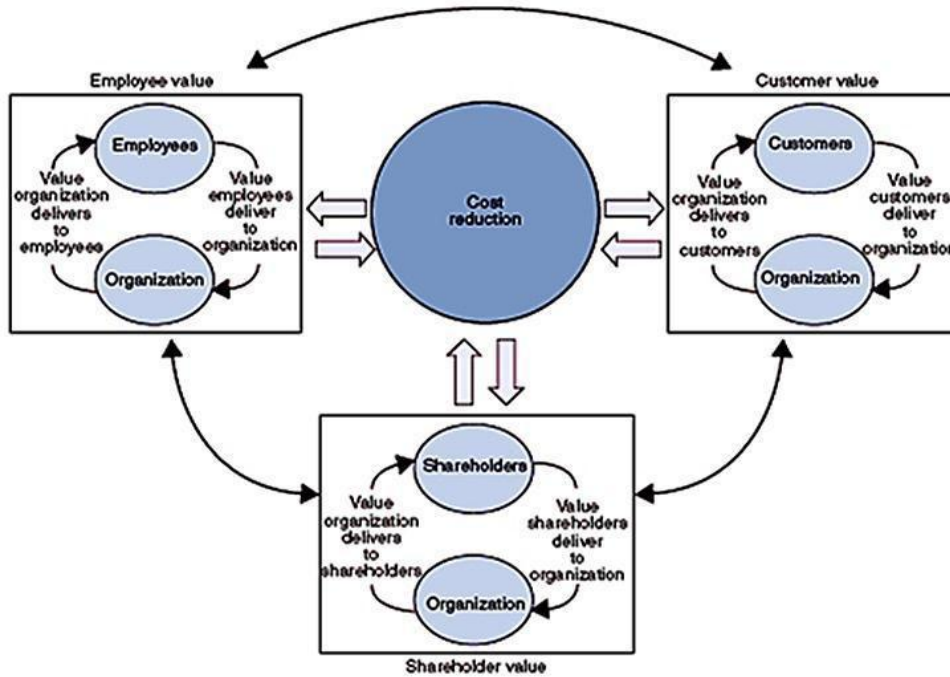 Employee value
Employees
Value
organization
delivers
to
employees
Value
employees
deliver
to
organization
Organization
Cost
reduction
Customer value
Customers
Value
organization
delivers
to
customers
Value
customers
deliver
to
organization
Organization
Shareholders
Value
organization
delivers
to
shareholders
Value
shareholders
deliver
to
organization
Organization
Shareholder value